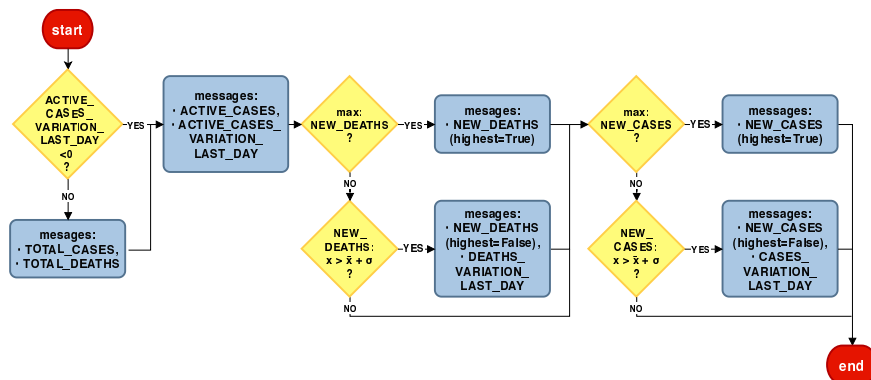 start
ACTIVE_
CASES_
VARIATION_
LAST_DAY
<0
?
YES
NO
mesages:
· TOTAL_CASES,
· TOTAL_DEATHS
messages:
· ACTIVE_CASES,
· ACTIVE_CASES_
VARIATION_
LAST_DAY
max:
NEW_DEATHS
?
YES
NO
messages:
· NEW_DEATHS
(highest=True)
NEW_
DEATHS:
x > x̄ + σ
?
YES
NO
mesages:
· NEW_DEATHS
(highest=False),
· DEATHS_
VARIATION_
LAST_DAY
max:
NEW_CASES
?
YES
NO
messages:
· NEW_CASES
(highest=True)
NEW_
CASES:
x > x̄ + σ
?
YES
NO
mesages:
· NEW_CASES
(highest=False),
· CASES_
VARIATION_
LAST_DAY
end